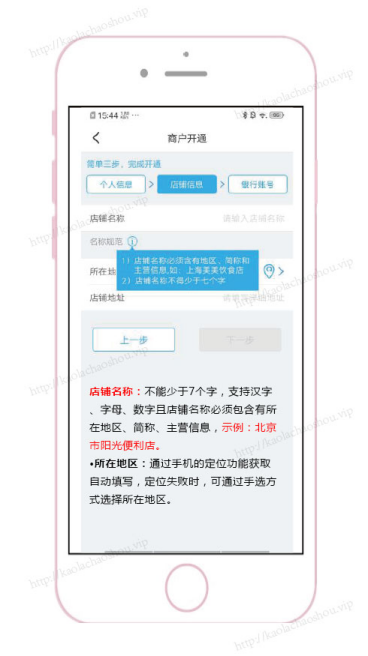 http://kaolachaoshou.vip
15:44
商户开通
http://kaolachaoshou.vip
简单三步，完成开通
个人信息 > 店铺信息 > 银行账号
店铺名称 请输入店铺名称
名称规范
1）店铺名称必须含有地区、简称和
主营信息,如：上海美美饮食店
2）店铺名称不得少于七个字
所在地
店铺地址
上一步 下一步
店铺名称：不能少于7个字，支持汉字
、字母、数字且店铺名称必须包含有所
在地区、简称、主营信息，示例：北京
市阳光便利店。
•所在地区：通过手机的定位功能获取
自动填写，定位失败时，可通过手选方
式选择所在地区。
http://kaolachaoshou.vip
http://kaolachaoshou.vip